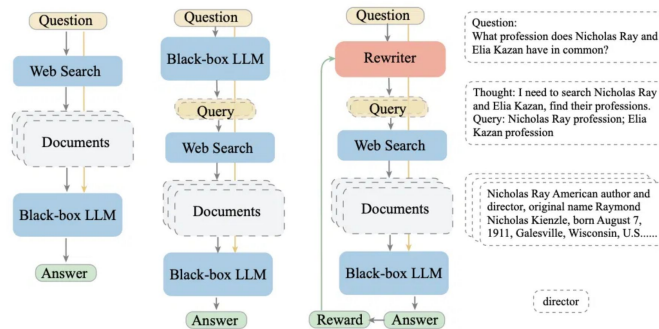 Question
Web Search
Documents
Black-box LLM
Answer
Question
Black-box LLM
Query
Web Search
Documents
Black-box LLM
Answer
Question
Rewriter
Query
Web Search
Documents
Black-box LLM
Reward
Answer
Question:
What profession does Nicholas Ray and
Elia Kazan have in common?
Thought: I need to search Nicholas Ray
and Elia Kazan, find their professions.
Query: Nicholas Ray profession; Elia
Kazan profession
Nicholas Ray American author and
director, original name Raymond
Nicholas Kienzle, born August 7,
1911, Galesville, Wisconsin, U.S......
director